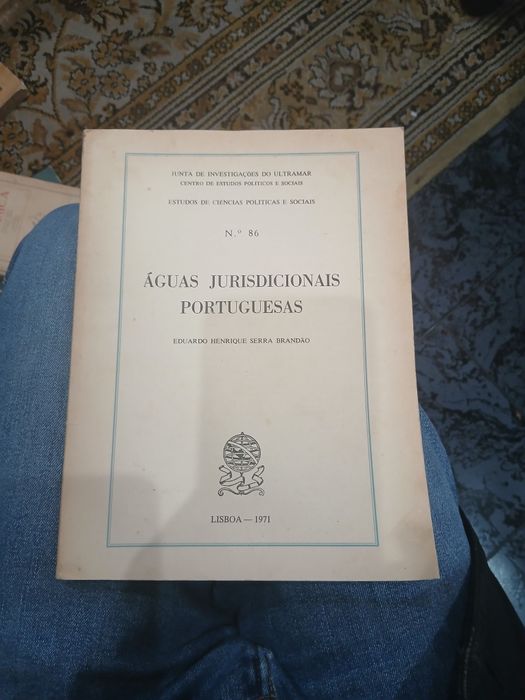 JUNTA DE INVESTIGAÇÕES DO ULTRAMAR
CENTRO DE ESTUDOS POLÍTICOS E SOCIAIS
ESTUDOS DE CIÊNCIAS POLÍTICAS E SOCIAIS
N.º 86
ÁGUAS JURISDICIONAIS
PORTUGUESAS
EDUARDO HENRIQUE SERRA BRANDÃO
LISBOA — 1971